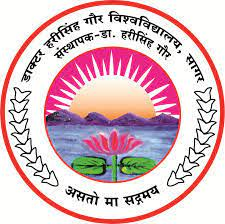 डाक्टर हरीसिंह गौर विश्वविद्यालय, सागर
संस्थापक-डा. हरीसिंह गौर
असतो मा सद्गमय